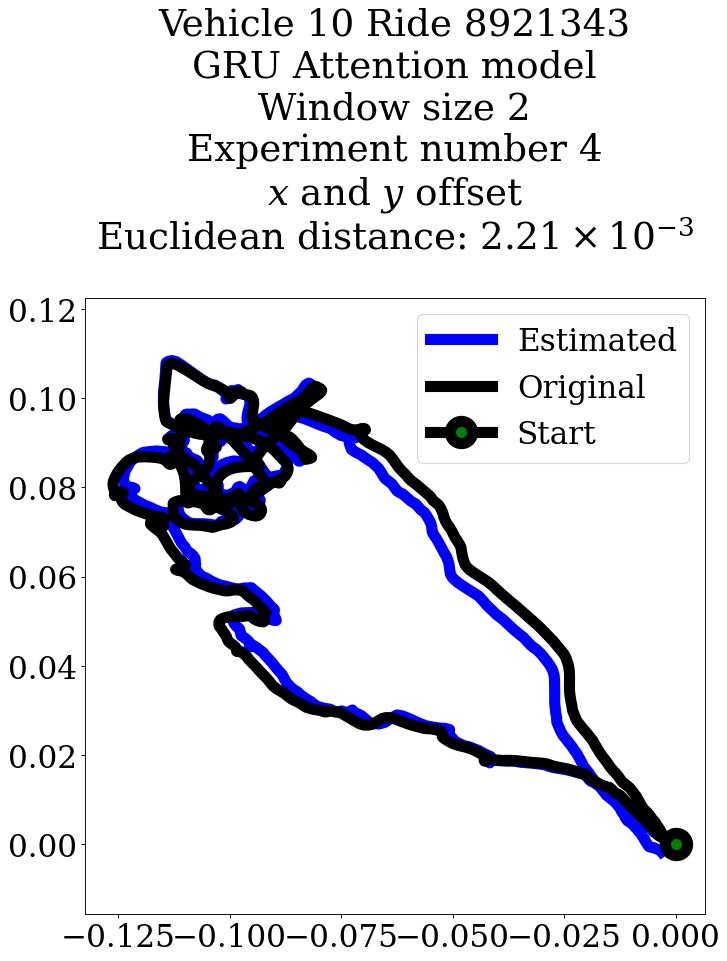 Vehicle 10 Ride 8921343
GRU Attention model
Window size 2
Experiment number 4
x and y offset
Euclidean distance: 2.21 × 10⁻³
0.12
0.10
0.08
0.06
0.04
0.02
0.00
Estimated
Original
Start
−0.125 −0.100 −0.075 −0.050 −0.025 0.000